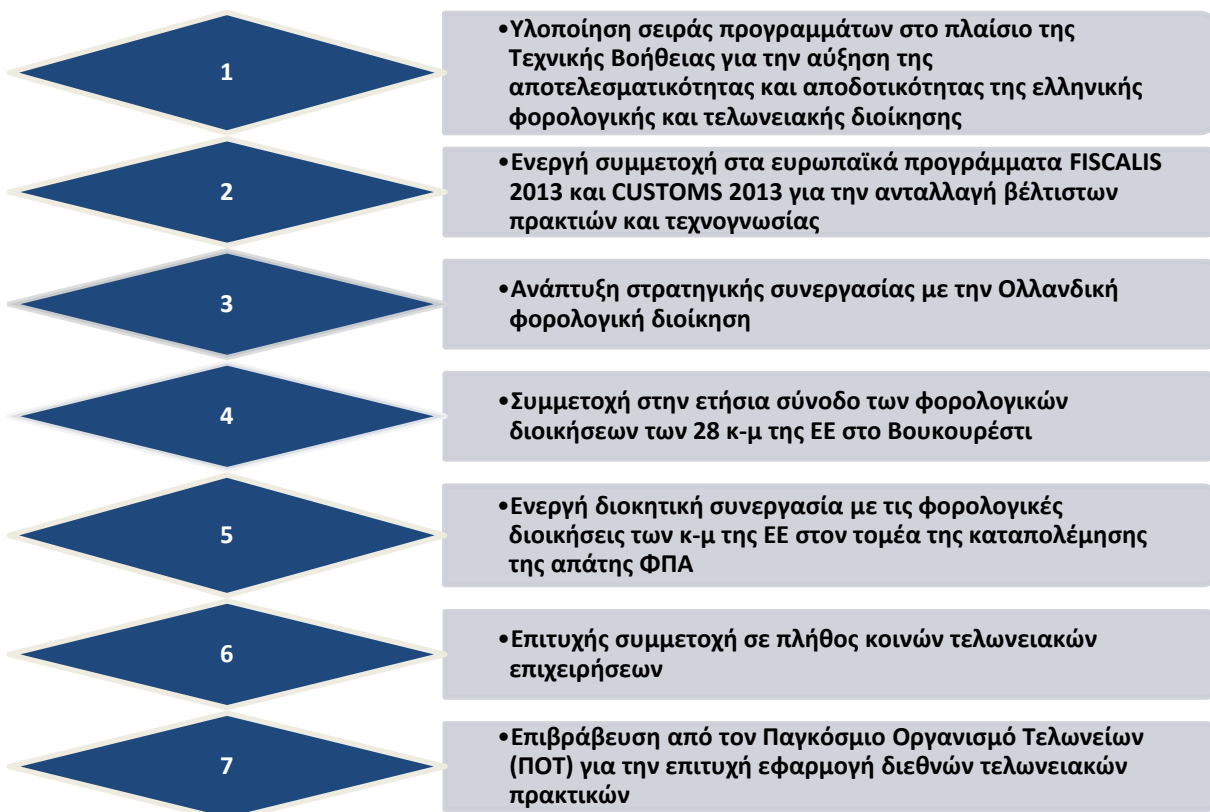 1
•Υλοποίηση σειράς προγραμμάτων στο πλαίσιο της
Τεχνικής Βοήθειας για την αύξηση της
αποτελεσματικότητας και αποδοτικότητας της ελληνικής
φορολογικής και τελωνειακής διοίκησης
2
•Ενεργή συμμετοχή στα ευρωπαϊκά προγράμματα FISCALIS
2013 και CUSTOMS 2013 για την ανταλλαγή βέλτιστων
πρακτιών και τεχνογνωσίας
3
•Ανάπτυξη στρατηγικής συνεργασίας με την Ολλανδική
φορολογική διοίκηση
4
•Συμμετοχή στην ετήσια σύνοδο των φορολογικών
διοικήσεων των 28 κ-μ της ΕΕ στο Βουκουρέστι
5
•Ενεργή διοκητική συνεργασία με τις φορολογικές
διοικήσεις των κ-μ της ΕΕ στον τομέα της καταπολέμησης
της απάτης ΦΠΑ
6
•Επιτυχής συμμετοχή σε πλήθος κοινών τελωνειακών
επιχειρήσεων
7
•Επιβράβευση από τον Παγκόσμιο Οργανισμό Τελωνείων
(ΠΟΤ) για την επιτυχή εφαρμογή διεθνών τελωνειακών
πρακτικών